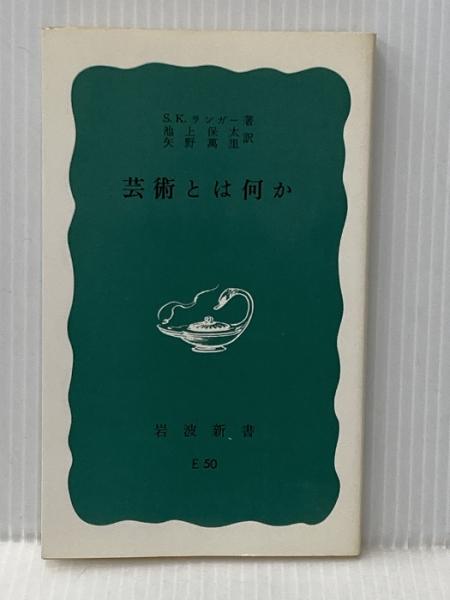 S.K.ランガー著
池上保太
矢野萬里訳
芸術とは何か
岩波新書
E 50